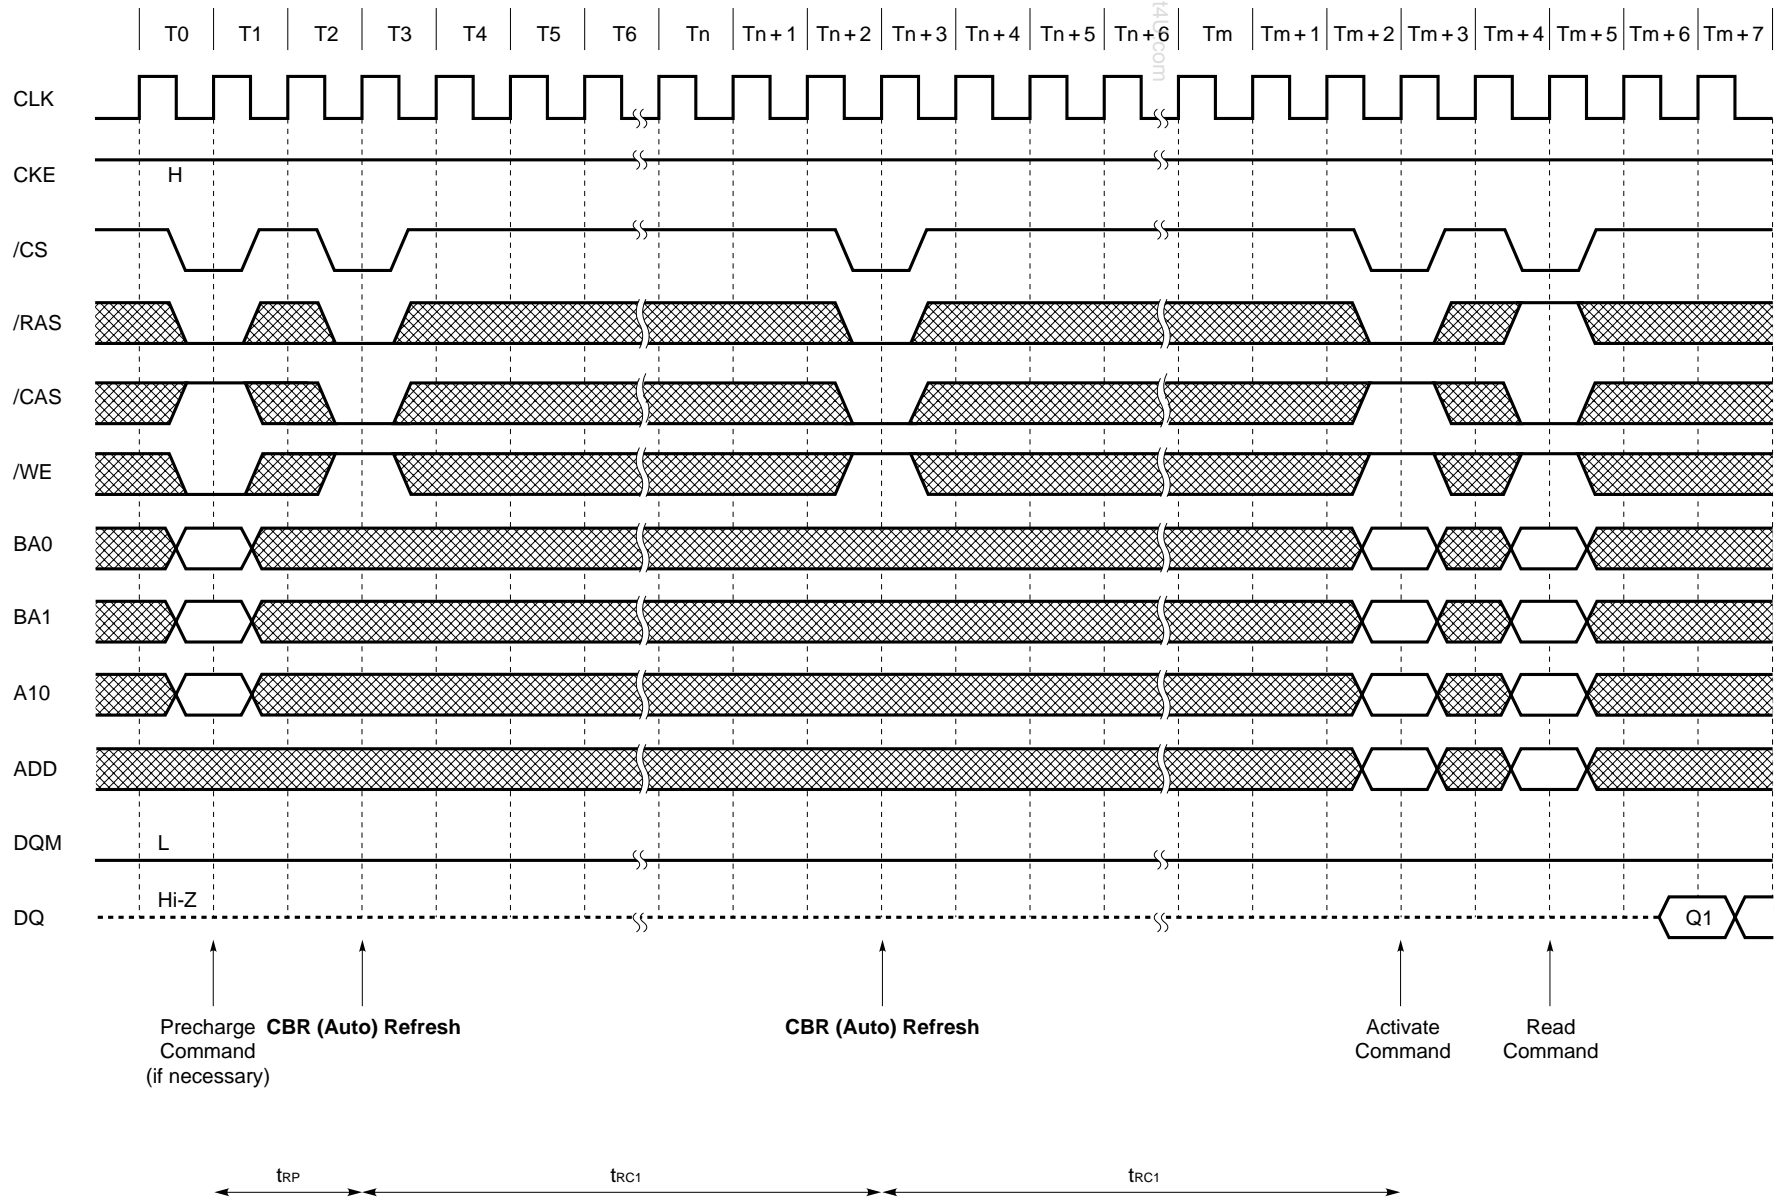 T0 T1 T2 T3 T4 T5 T6 Tn Tn + 1 Tn + 2 Tn + 3 Tn + 4 Tn + 5 Tn + 6 Tm Tm + 1 Tm + 2 Tm + 3 Tm + 4 Tm + 5 Tm + 6 Tm + 7
t4U.com
CLK
CKE H
/CS
/RAS
/CAS
/WE
BA0
BA1
A10
ADD
DQM L
Hi-Z
DQ Q1
Precharge CBR (Auto) Refresh CBR (Auto) Refresh Activate Read
Command Command Command
(if necessary)
tRP tRC1 tRC1